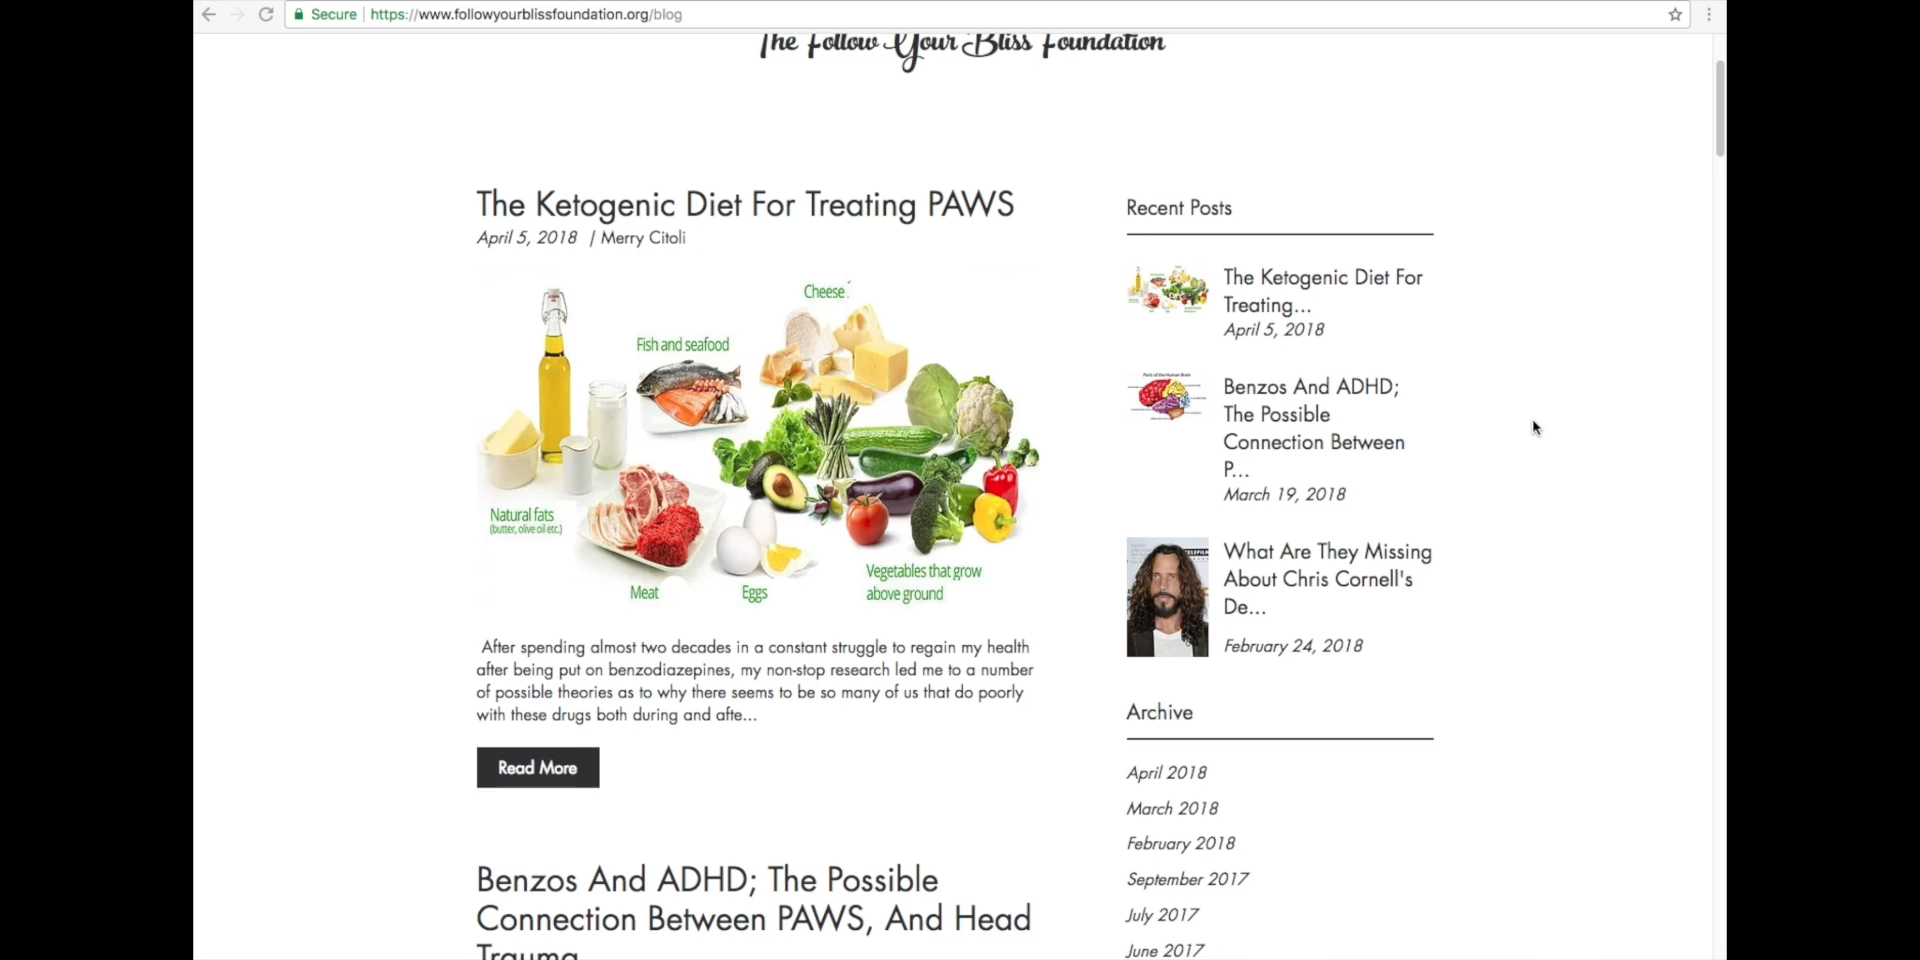 Secure
https://www.followyourblissfoundation.org/blog
The Follow Your Bliss Foundation
The Ketogenic Diet For Treating PAWS
April 5, 2018 | Merry Citoli
Cheese
Fish and seafood
Natural fats
(butter, olive oil etc.)
Meat
Eggs
Vegetables that grow
above ground
After spending almost two decades in a constant struggle to regain my health
after being put on benzodiazepines, my non-stop research led me to a number
of possible theories as to why there seems to be so many of us that do poorly
with these drugs both during and afte...
Read More
Benzos And ADHD; The Possible
Connection Between PAWS, And Head
Trauma
Recent Posts
The Ketogenic Diet For
Treating...
April 5, 2018
Parts of the Human Brain
Benzos And ADHD;
The Possible
Connection Between
P...
March 19, 2018
What Are They Missing
About Chris Cornell's
De...
February 24, 2018
Archive
April 2018
March 2018
February 2018
September 2017
July 2017
June 2017